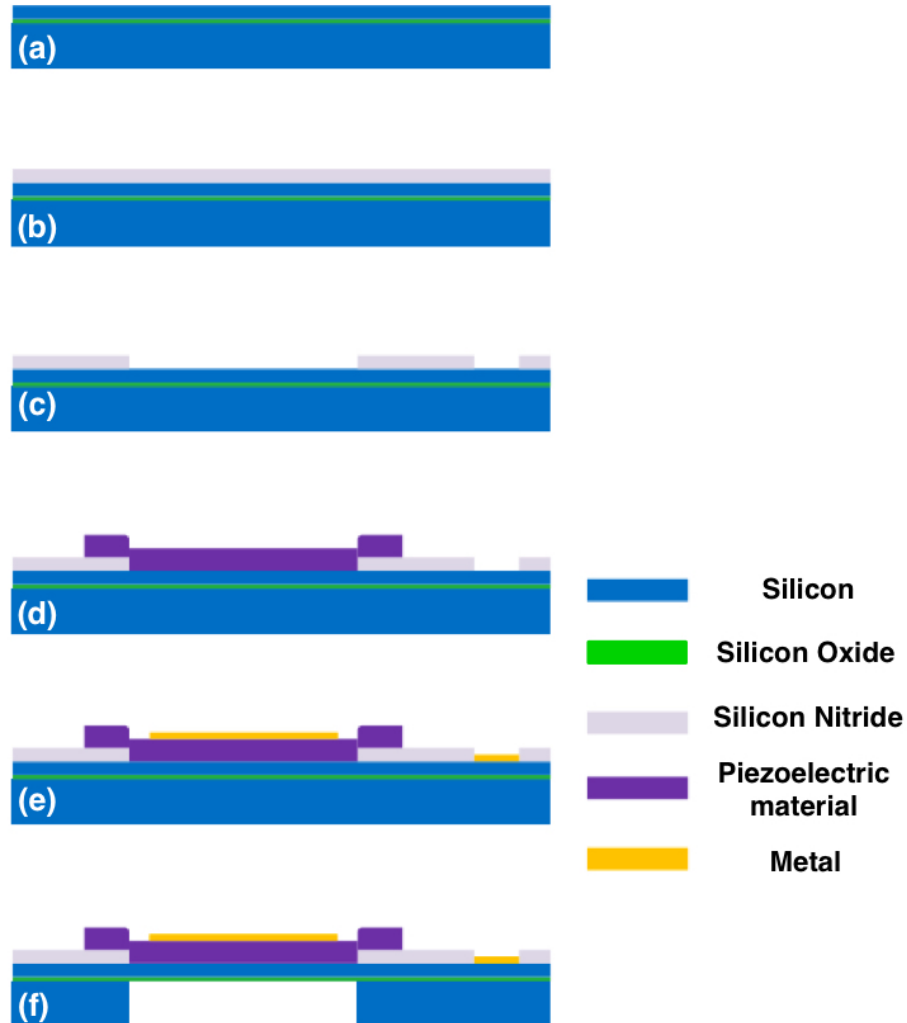 (a)
(b)
(c)
(d)
(e)
(f)
Silicon
Silicon Oxide
Silicon Nitride
Piezoelectric
material
Metal